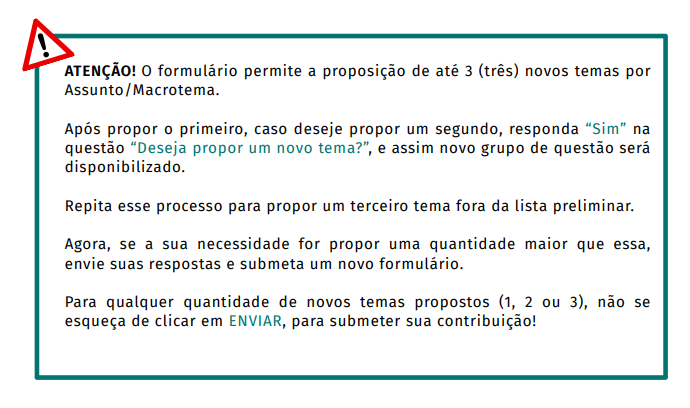 ATENÇÃO! O formulário permite a proposição de até 3 (três) novos temas por
Assunto/Macrotema.
Após propor o primeiro, caso deseje propor um segundo, responda “Sim” na
questão “Deseja propor um novo tema?”, e assim novo grupo de questão será
disponibilizado.
Repita esse processo para propor um terceiro tema fora da lista preliminar.
Agora, se a sua necessidade for propor uma quantidade maior que essa,
envie suas respostas e submeta um novo formulário.
Para qualquer quantidade de novos temas propostos (1, 2 ou 3), não se
esqueça de clicar em ENVIAR, para submeter sua contribuição!